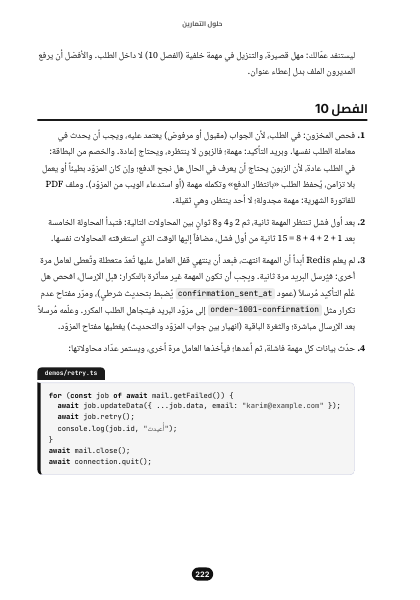 حلول التمارين
ليستنفد عمّالك: مهل قصيرة، والتنزيل في مهمة خلفية (الفصل 10) لا داخل الطلب. والأفضل أن يرفع
المديرون الملف بدل إعطاء عنوان.
الفصل 10
1. فحص المخزون: في الطلب، لأن الجواب (مقبول أو مرفوض) يعتمد عليه، ويجب أن يحدث في
معاملة الطلب نفسها. وبريد التأكيد: مهمة؛ فالزبون لا ينتظره، ويحتاج إعادة. والخصم من البطاقة:
في الطلب عادة، لأن الزبون يحتاج أن يعرف في الحال هل نجح الدفع؛ وإن كان المزوّد بطيئاً أو يعمل
بلا تزامن، يُحفظ الطلب «بانتظار الدفع» وتكمله مهمة (أو استدعاء الويب من المزوّد). وملف PDF
للفاتورة الشهرية: مهمة مجدولة؛ لا أحد ينتظر، وهي ثقيلة.
2. بعد أول فشل تنتظر المهمة ثانية، ثم 2 و4 و8 ثوانٍ بين المحاولات التالية: فتبدأ المحاولة الخامسة
بعد 1 + 2 + 4 + 8 = 15 ثانية من أول فشل، مضافاً إليها الوقت الذي استغرقته المحاولات نفسها.
3. لم يعلم Redis أبداً أن المهمة انتهت، فبعد أن ينتهي قفل العامل عليها تُعدّ متعطلة وتُعطى لعامل مرة
أخرى: فيُرسل البريد مرة ثانية. ويجب أن تكون المهمة غير متأثرة بالتكرار: قبل الإرسال، افحص هل
عُلّم التأكيد مُرسلاً (عمود confirmation_sent_at يُضبط بتحديث شرطي)، ومرّر مفتاح عدم
تكرار مثل order-1001-confirmation إلى مزوّد البريد فيتجاهل الطلب المكرر. وعلّمه مُرسلاً
بعد الإرسال مباشرة؛ والثغرة الباقية (انهيار بين جواب المزوّد والتحديث) يغطيها مفتاح المزوّد.
4. حدّث بيانات كل مهمة فاشلة، ثم أعدها؛ فيأخذها العامل مرة أخرى، ويستمر عدّاد محاولاتها:
demos/retry.ts
for (const job of await mail.getFailed()) {
  await job.updateData({ ...job.data, email: "karim@example.com" });
  await job.retry();
  console.log(job.id, "أُعيدت");
}
await mail.close();
await connection.quit();
222